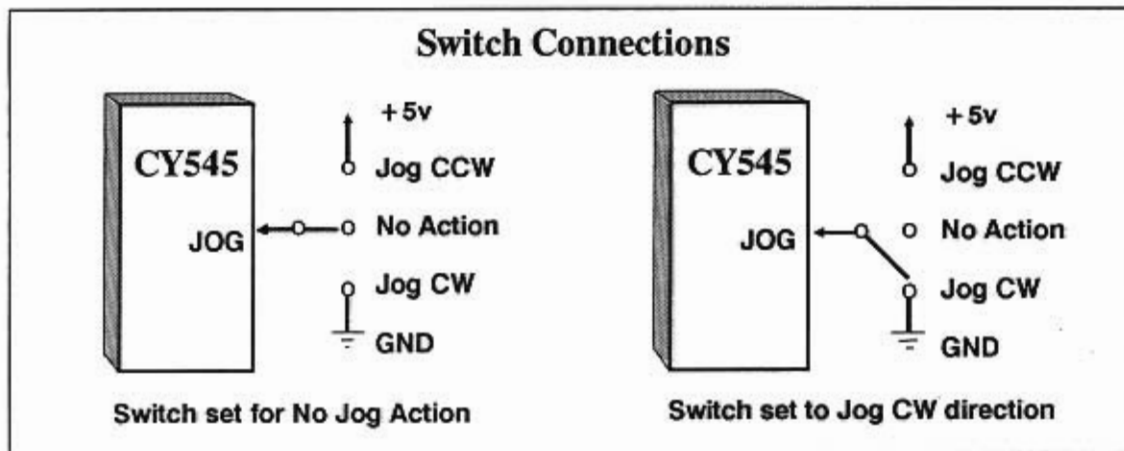 Switch Connections
CY545
JOG
+5v
Jog CCW
No Action
Jog CW
GND
Switch set for No Jog Action
CY545
JOG
+5v
Jog CCW
No Action
Jog CW
GND
Switch set to Jog CW direction